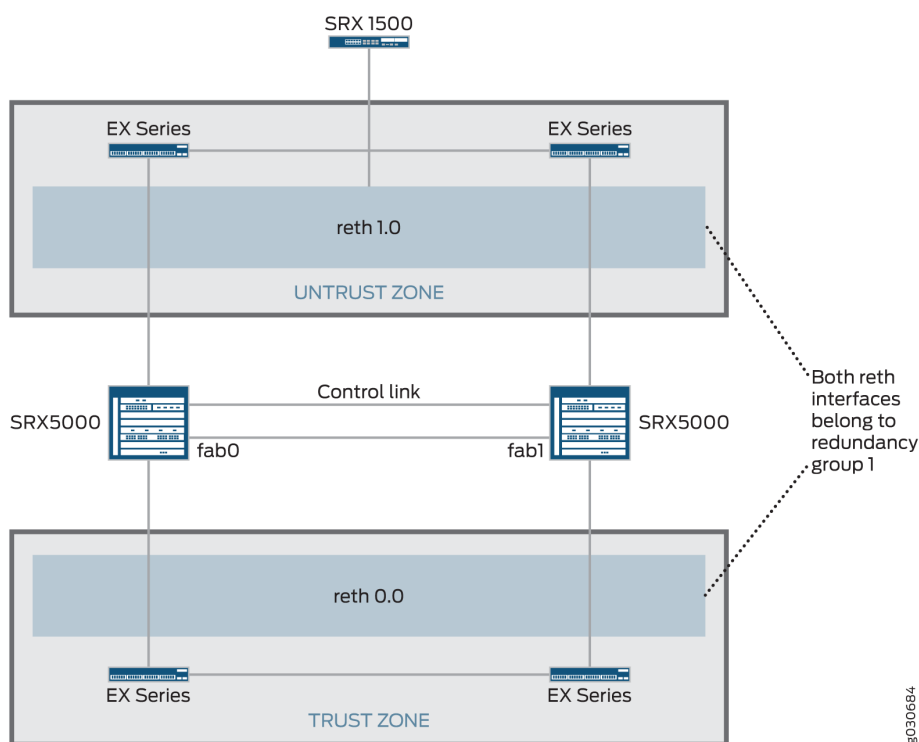 SRX 1500
EX Series
EX Series
reth 1.0
UNTRUST ZONE
Control link
SRX5000
SRX5000
fab0
fab1
Both reth
interfaces
belong to
redundancy
group 1
reth 0.0
EX Series
EX Series
TRUST ZONE
g030684